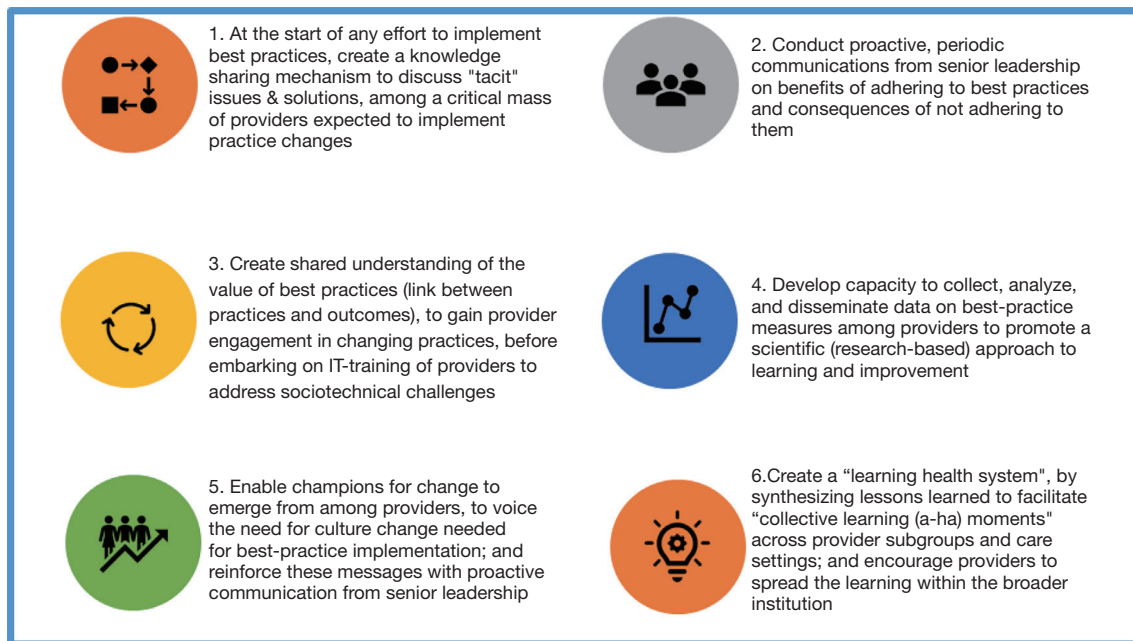 1. At the start of any effort to implement
best practices, create a knowledge
sharing mechanism to discuss "tacit"
issues & solutions, among a critical mass
of providers expected to implement
practice changes
2. Conduct proactive, periodic
communications from senior leadership
on benefits of adhering to best practices
and consequences of not adhering to
them
3. Create shared understanding of the
value of best practices (link between
practices and outcomes), to gain provider
engagement in changing practices, before
embarking on IT-training of providers to
address sociotechnical challenges
4. Develop capacity to collect, analyze,
and disseminate data on best-practice
measures among providers to promote a
scientific (research-based) approach to
learning and improvement
5. Enable champions for change to
emerge from among providers, to voice
the need for culture change needed
for best-practice implementation; and
reinforce these messages with proactive
communication from senior leadership
6.Create a “learning health system", by
synthesizing lessons learned to facilitate
“collective learning (a-ha) moments"
across provider subgroups and care
settings; and encourage providers to
spread the learning within the broader
institution